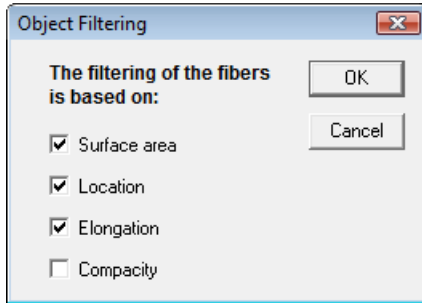 Object Filtering
The filtering of the fibers
is based on:
OK
Cancel
Surface area
Location
Elongation
Compacity